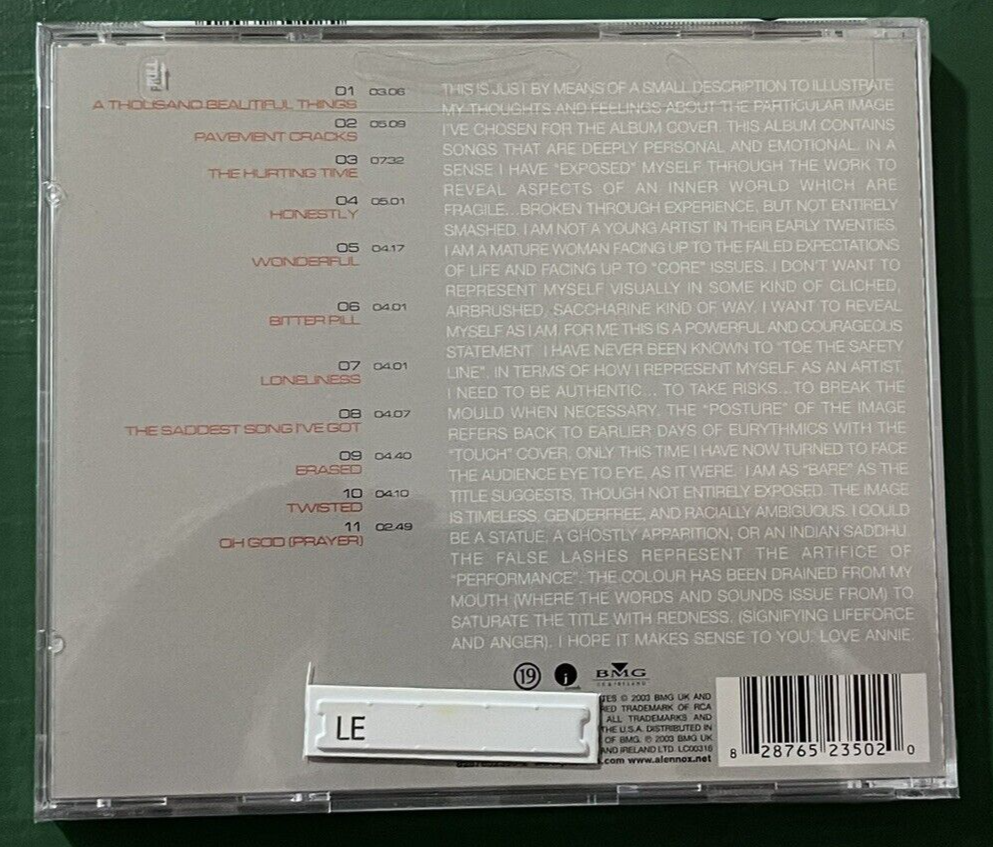 PULL
01 03.06
A THOUSAND BEAUTIFUL THINGS
02 05.09
PAVEMENT CRACKS
03 07.32
THE HURTING TIME
04 05.01
HONESTLY
05 04.17
WONDERFUL
06 04.01
BITTER PILL
07 04.01
LONELINESS
08 04.07
THE SADDEST SONG I'VE GOT
09 04.40
ERASED
10 04.10
TWISTED
11 02.49
OH GOD (PRAYER)
THIS IS JUST BY MEANS OF A SMALL DESCRIPTION TO ILLUSTRATE
MY THOUGHTS AND FEELINGS ABOUT THE PARTICULAR IMAGE
I'VE CHOSEN FOR THE ALBUM COVER. THIS ALBUM CONTAINS
SONGS THAT ARE DEEPLY PERSONAL AND EMOTIONAL. IN A
SENSE I HAVE "EXPOSED" MYSELF THROUGH THE WORK TO
REVEAL ASPECTS OF AN INNER WORLD WHICH ARE
FRAGILE... BROKEN THROUGH EXPERIENCE, BUT NOT ENTIRELY
SMASHED. I AM NOT A YOUNG ARTIST IN THEIR EARLY TWENTIES.
I AM A MATURE WOMAN FACING UP TO THE FAILED EXPECTATIONS
OF LIFE AND FACING UP TO "CORE" ISSUES. I DON'T WANT TO
REPRESENT MYSELF VISUALLY IN SOME KIND OF CLICHED,
AIRBRUSHED, SACCHARINE KIND OF WAY. I WANT TO REVEAL
MYSELF AS I AM. FOR ME THIS IS A POWERFUL AND COURAGEOUS
STATEMENT. I HAVE NEVER BEEN KNOWN TO "TOE THE SAFETY
LINE". IN TERMS OF HOW I REPRESENT MYSELF. AS AN ARTIST,
I NEED TO BE AUTHENTIC... TO TAKE RISKS... TO BREAK THE
MOULD WHEN NECESSARY. THE "POSTURE" OF THE IMAGE
REFERS BACK TO EARLIER DAYS OF EURYTHMICS WITH THE
"TOUCH" COVER, ONLY THIS TIME I HAVE NOW TURNED TO FACE
THE AUDIENCE EYE TO EYE, AS IT WERE. I AM AS "BARE" AS THE
TITLE SUGGESTS, THOUGH NOT ENTIRELY EXPOSED. THE IMAGE
IS TIMELESS, GENDERFREE, AND RACIALLY AMBIGUOUS. I COULD
BE A STATUE, A GHOSTLY APPARITION, OR AN INDIAN SADDHU.
THE FALSE LASHES REPRESENT THE ARTIFICE OF
"PERFORMANCE". THE COLOUR HAS BEEN DRAINED FROM MY
MOUTH (WHERE THE WORDS AND SOUNDS ISSUE FROM) TO
SATURATE THE TITLE WITH REDNESS. (SIGNIFYING LIFEFORCE
AND ANGER). I HOPE IT MAKES SENSE TO YOU. LOVE ANNIE.
19 i BMG
UK & IRELAND
LE
TES © 2003 BMG UK AND
RED TRADEMARK OF RCA
ALL TRADEMARKS AND
THE U.S.A. DISTRIBUTED IN
OF BMG. ℗ 2003 BMG UK
AND IRELAND LTD. LC00316
.com www.alennox.net
8 28765 23502 0